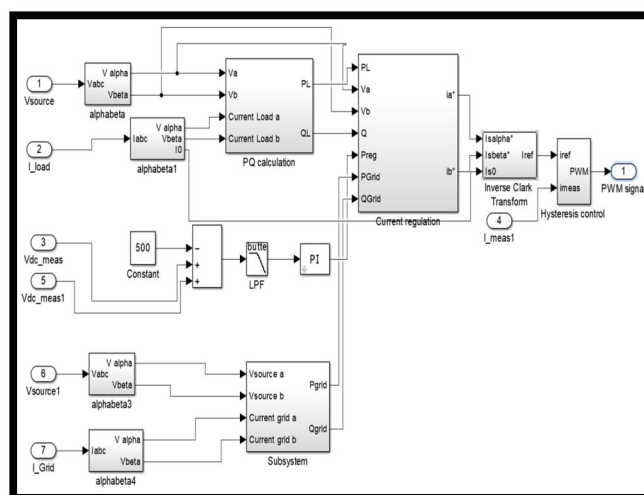 1
Vsource
Vabc
V alpha
Vbeta
alphabeta
2
I_load
Iabc
V alpha
Vbeta
I0
alphabeta1
Va
Vb
Current Load a
Current Load b
PL
QL
PQ calculation
PL
Va
Vb
Q
Preg
PGrid
QGrid
ia*
ib*
Current regulation
Isalpha*
Isbeta*
Is0
Iref
Inverse Clark
Transform
iref
PWM
imeas
Hysteresis control
1
PWM signa
4
I_meas1
3
Vdc_meas
5
Vdc_meas1
500
Constant
−
+
+
butte
LPF
PI
6
Vsource1
Vabc
V alpha
Vbeta
alphabeta3
7
I_Grid
Iabc
V alpha
Vbeta
alphabeta4
Vsource a
Vsource b
Current grid a
Current grid b
Pgrid
Qgrid
Subsystem